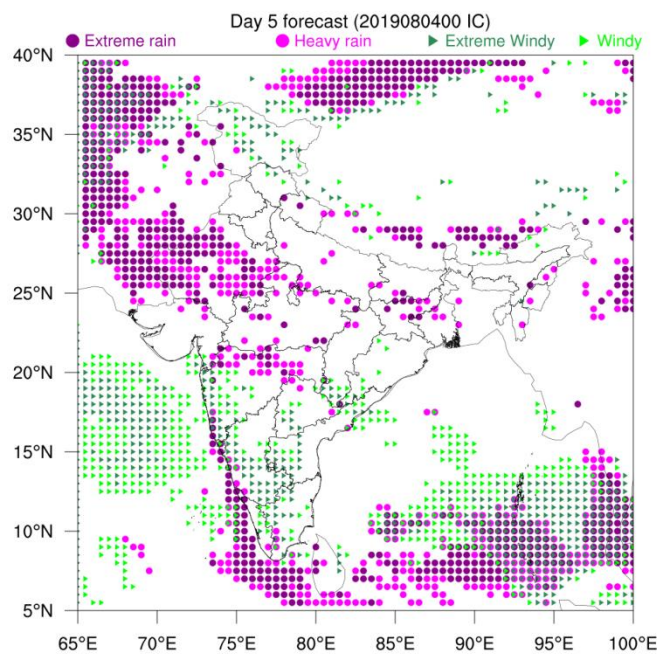 Day 5 forecast (2019080400 IC)
Extreme rain Heavy rain Extreme Windy Windy
40°N
35°N
30°N
25°N
20°N
15°N
10°N
5°N
65°E 70°E 75°E 80°E 85°E 90°E 95°E 100°E